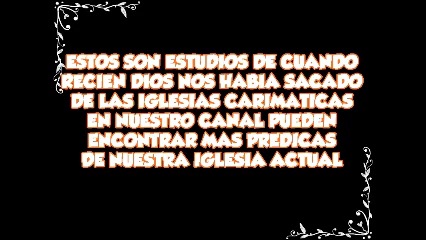 ESTOS SON ESTUDIOS DE CUANDO
RECIEN DIOS NOS HABIA SACADO
DE LAS IGLESIAS CARIMATICAS
EN NUESTRO CANAL PUEDEN
ENCONTRAR MAS PREDICAS
DE NUESTRA IGLESIA ACTUAL